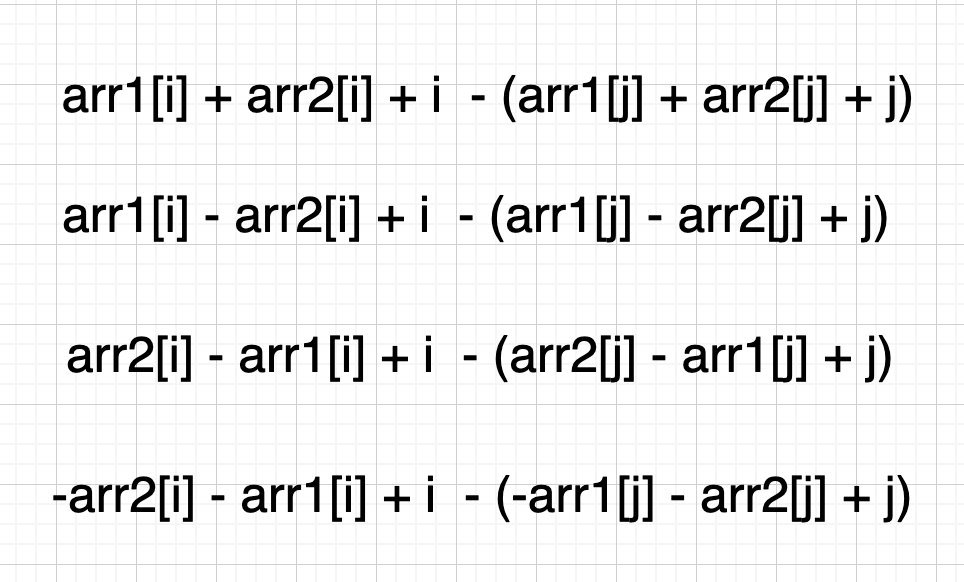 arr1[i] + arr2[i] + i - (arr1[j] + arr2[j] + j)
arr1[i] - arr2[i] + i - (arr1[j] - arr2[j] + j)
arr2[i] - arr1[i] + i - (arr2[j] - arr1[j] + j)
-arr2[i] - arr1[i] + i - (-arr1[j] - arr2[j] + j)